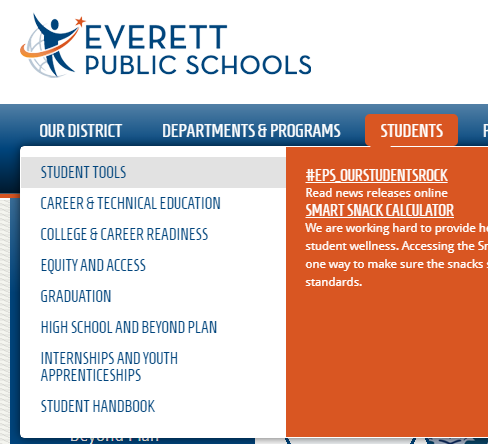 EVERETT
PUBLIC SCHOOLS
OUR DISTRICT
DEPARTMENTS & PROGRAMS
STUDENTS
STUDENT TOOLS
CAREER & TECHNICAL EDUCATION
COLLEGE & CAREER READINESS
EQUITY AND ACCESS
GRADUATION
HIGH SCHOOL AND BEYOND PLAN
INTERNSHIPS AND YOUTH
APPRENTICESHIPS
STUDENT HANDBOOK
#EPS_OURSTUDENTSROCK
Read news releases online
SMART SNACK CALCULATOR
We are working hard to provide
student wellness. Accessing the
one way to make sure the snacks
standards.
Beyond Plan